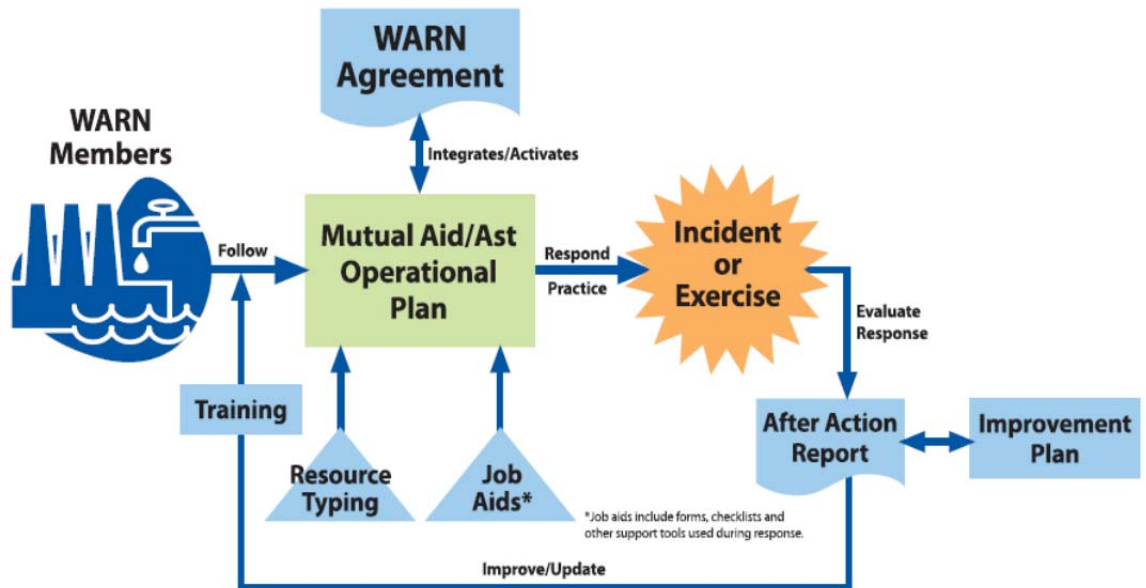 WARN
Agreement
WARN
Members
Integrates/Activates
Follow
Mutual Aid/Ast
Operational
Plan
Respond
Practice
Incident
or
Exercise
Evaluate
Response
Training
Resource
Typing
Job
Aids*
After Action
Report
Improvement
Plan
*Job aids include forms, checklists and
other support tools used during response.
Improve/Update